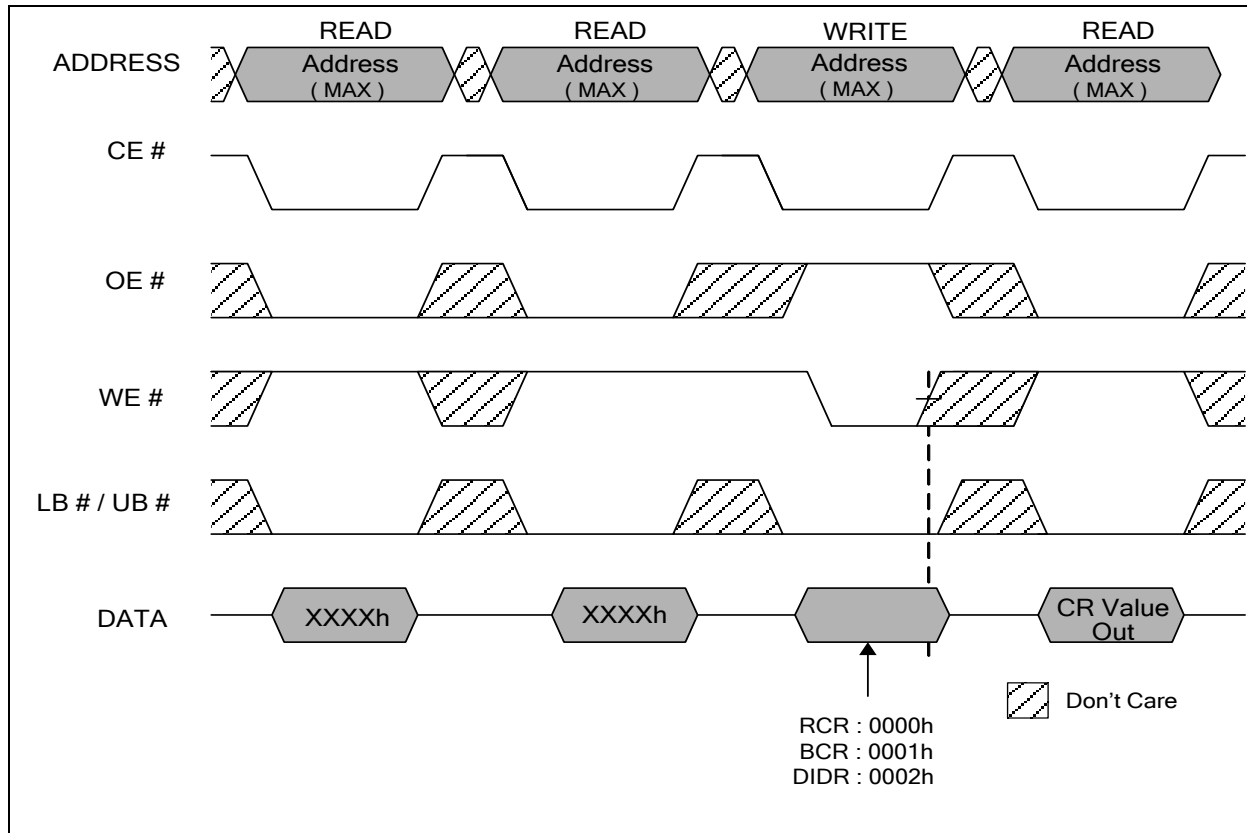 READ READ WRITE READ
ADDRESS Address Address Address Address
( MAX ) ( MAX ) ( MAX ) ( MAX )
CE #
OE #
WE #
LB # / UB #
DATA XXXXh XXXXh CR Value
Out
Don't Care
RCR : 0000h
BCR : 0001h
DIDR : 0002h